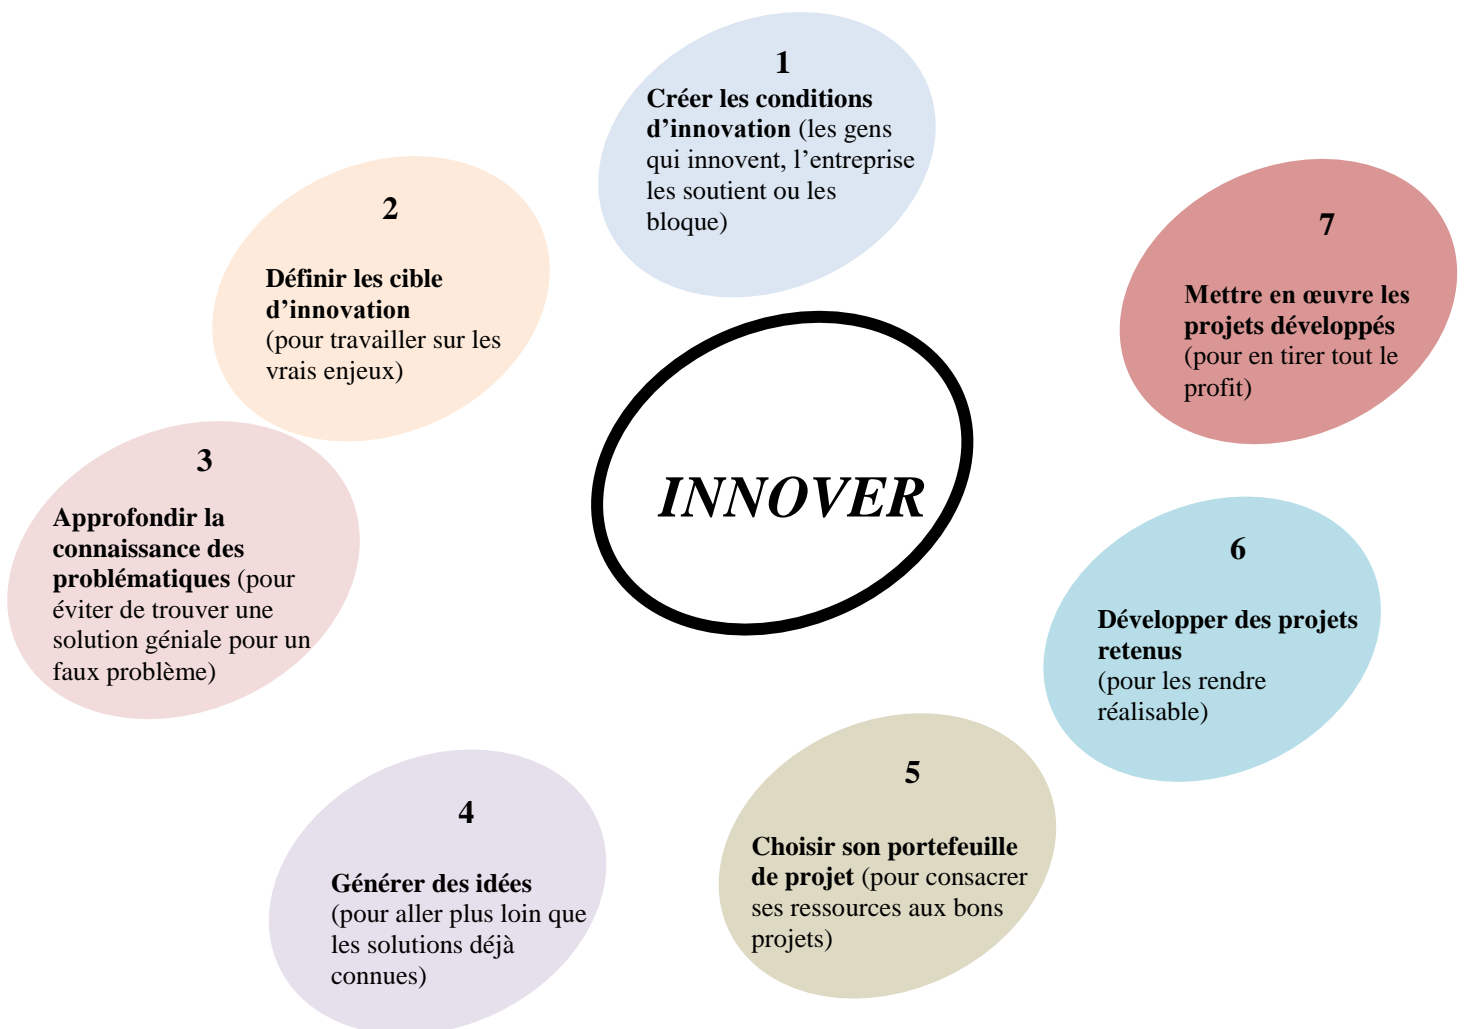 1
Créer les conditions
d’innovation (les gens
qui innovent, l’entreprise
les soutient ou les
bloque)
2
Définir les cible
d’innovation
(pour travailler sur les
vrais enjeux)
3
Approfondir la
connaissance des
problématiques (pour
éviter de trouver une
solution géniale pour un
faux problème)
4
Générer des idées
(pour aller plus loin que
les solutions déjà
connues)
5
Choisir son portefeuille
de projet (pour consacrer
ses ressources aux bons
projets)
6
Développer des projets
retenus
(pour les rendre
réalisable)
7
Mettre en œuvre les
projets développés
(pour en tirer tout le
profit)
INNOVER